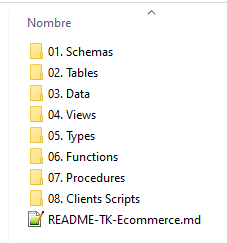 Nombre
01. Schemas
02. Tables
03. Data
04. Views
05. Types
06. Functions
07. Procedures
08. Clients Scripts
README-TK-Ecommerce.md